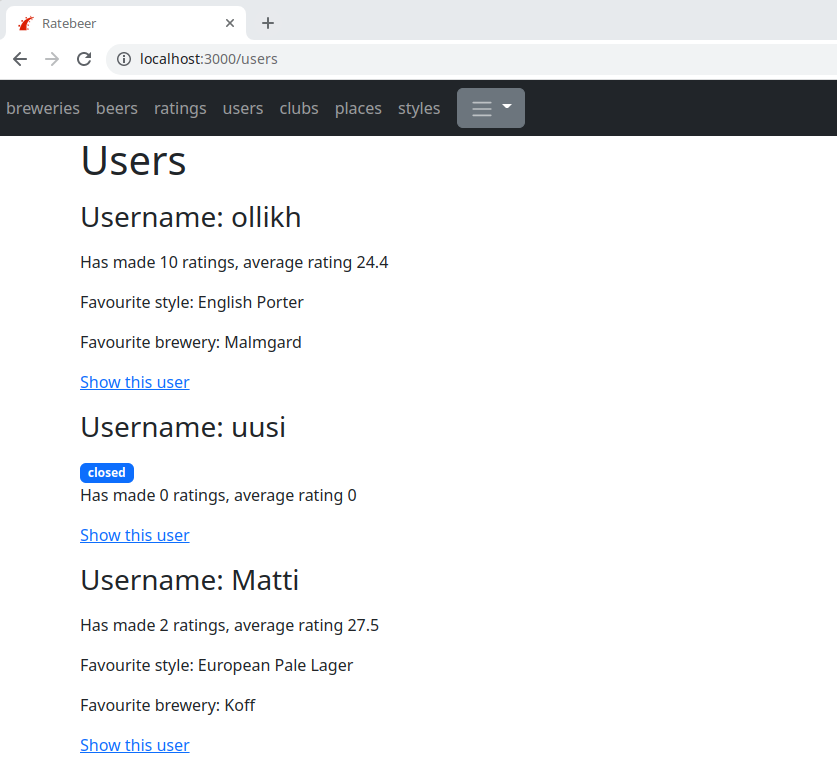 Ratebeer
localhost:3000/users
breweries beers ratings users clubs places styles
Users
Username: ollikh
Has made 10 ratings, average rating 24.4
Favourite style: English Porter
Favourite brewery: Malmgard
Show this user
Username: uusi
closed
Has made 0 ratings, average rating 0
Show this user
Username: Matti
Has made 2 ratings, average rating 27.5
Favourite style: European Pale Lager
Favourite brewery: Koff
Show this user